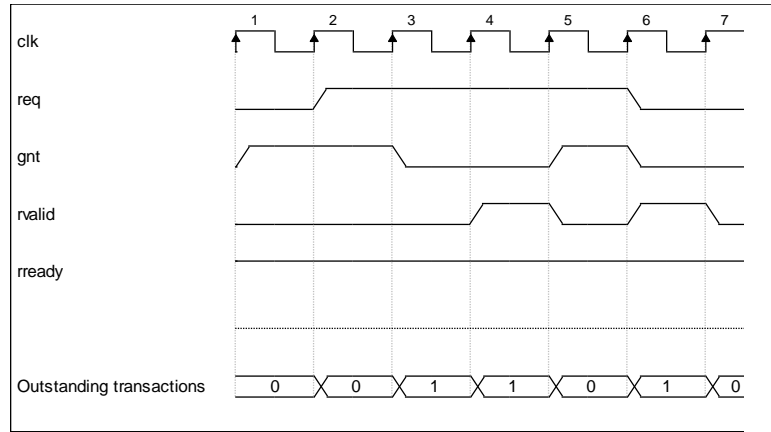 1 2 3 4 5 6 7
clk
req
gnt
rvalid
rready
Outstanding transactions 0 0 1 1 0 1 0